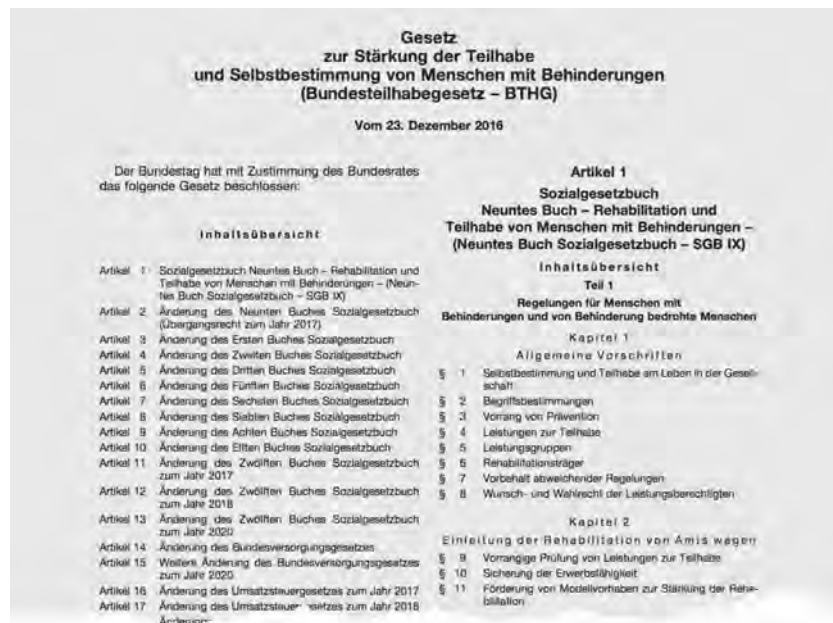 Gesetz
zur Stärkung der Teilhabe
und Selbstbestimmung von Menschen mit Behinderungen
(Bundesteilhabegesetz – BTHG)
Vom 23. Dezember 2016
Der Bundestag hat mit Zustimmung des Bundesrates
das folgende Gesetz beschlossen:
Inhaltsübersicht
Artikel 1 Sozialgesetzbuch Neuntes Buch – Rehabilitation und
Teilhabe von Menschen mit Behinderungen – (Neun-
tes Buch Sozialgesetzbuch – SGB IX)
Artikel 2 Änderung des Neunten Buches Sozialgesetzbuch
(Übergangsrecht zum Jahr 2017)
Artikel 3 Änderung des Ersten Buches Sozialgesetzbuch
Artikel 4 Änderung des Zweiten Buches Sozialgesetzbuch
Artikel 5 Änderung des Dritten Buches Sozialgesetzbuch
Artikel 6 Änderung des Fünften Buches Sozialgesetzbuch
Artikel 7 Änderung des Sechsten Buches Sozialgesetzbuch
Artikel 8 Änderung des Siebten Buches Sozialgesetzbuch
Artikel 9 Änderung des Achten Buches Sozialgesetzbuch
Artikel 10 Änderung des Elften Buches Sozialgesetzbuch
Artikel 11 Änderung des Zwölften Buches Sozialgesetzbuch
zum Jahr 2017
Artikel 12 Änderung des Zwölften Buches Sozialgesetzbuch
zum Jahr 2018
Artikel 13 Änderung des Zwölften Buches Sozialgesetzbuch
zum Jahr 2020
Artikel 14 Änderung des Bundesversorgungsgesetzes
Artikel 15 Weitere Änderung des Bundesversorgungsgesetzes
zum Jahr 2020
Artikel 16 Änderung des Umsatzsteuergesetzes zum Jahr 2017
Artikel 17 Änderung des Umsatzsteuer setzes zum Jahr 2018
Änderung
Artikel 1
Sozialgesetzbuch
Neuntes Buch – Rehabilitation und
Teilhabe von Menschen mit Behinderungen –
(Neuntes Buch Sozialgesetzbuch – SGB IX)
Inhaltsübersicht
Teil 1
Regelungen für Menschen mit
Behinderungen und von Behinderung bedrohte Menschen
Kapitel 1
Allgemeine Vorschriften
§ 1 Selbstbestimmung und Teilhabe am Leben in der Gesell-
schaft
§ 2 Begriffsbestimmungen
§ 3 Vorrang von Prävention
§ 4 Leistungen zur Teilhabe
§ 5 Leistungsgruppen
§ 6 Rehabilitationsträger
§ 7 Vorbehalt abweichender Regelungen
§ 8 Wunsch- und Wahlrecht der Leistungsberechtigten
Kapitel 2
Einleitung der Rehabilitation von Amts wegen
§ 9 Vorrangige Prüfung von Leistungen zur Teilhabe
§ 10 Sicherung der Erwerbsfähigkeit
§ 11 Förderung von Modellvorhaben zur Stärkung der Reha-
bilitation